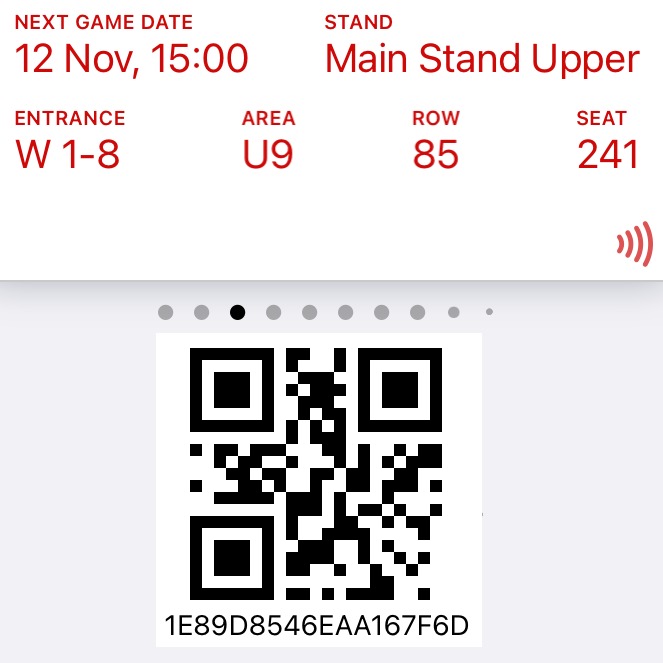 NEXT GAME DATE STAND
12 Nov, 15:00 Main Stand Upper
ENTRANCE AREA ROW SEAT
W 1-8 U9 85 241
1E89D8546EAA167F6D